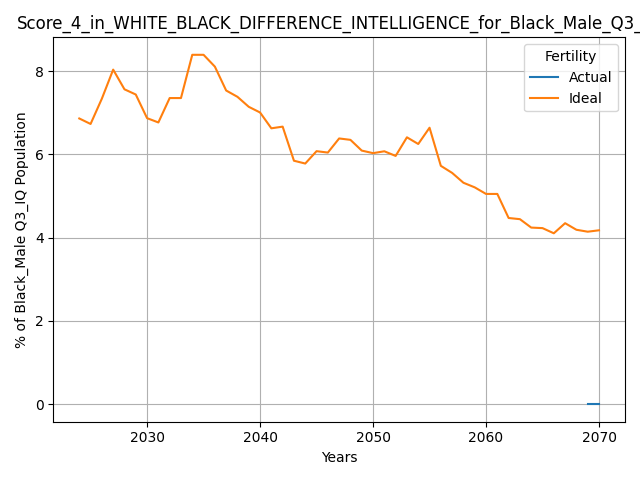 Score_4_in_WHITE_BLACK_DIFFERENCE_INTELLIGENCE_for_Black_Male_Q3_
Fertility
Actual
Ideal
% of Black_Male Q3_IQ Population
8
6
4
2
0
2030 2040 2050 2060 2070
Years